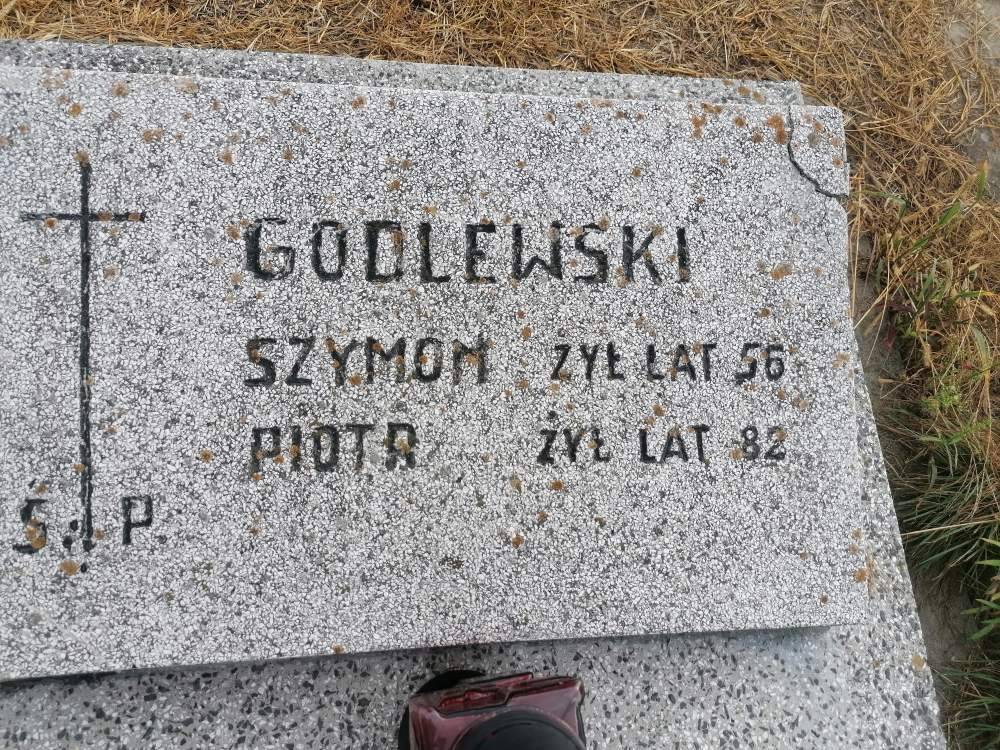 GODLEWSKI
SZYMON ŻYŁ LAT 56
PIOTR ŻYŁ LAT 82
Ś. P